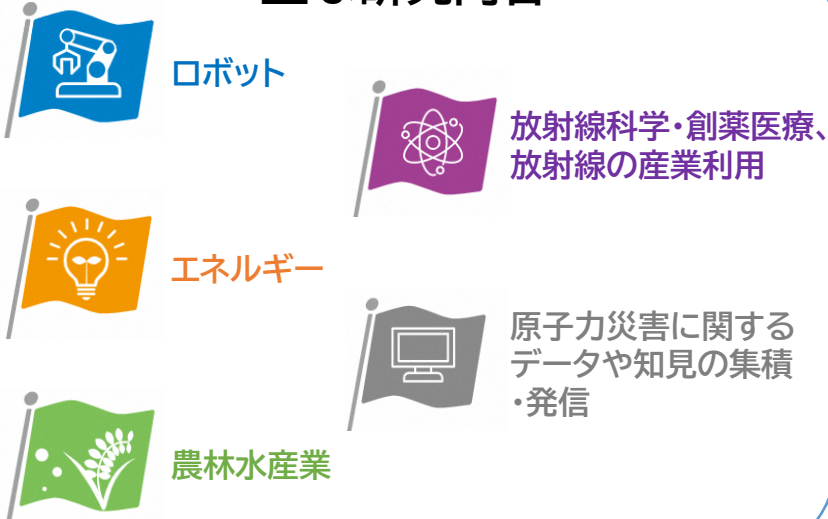 ロボット
エネルギー
農林水産業
放射線科学・創薬医療、
放射線の産業利用
原子力災害に関する
データや知見の集積
・発信